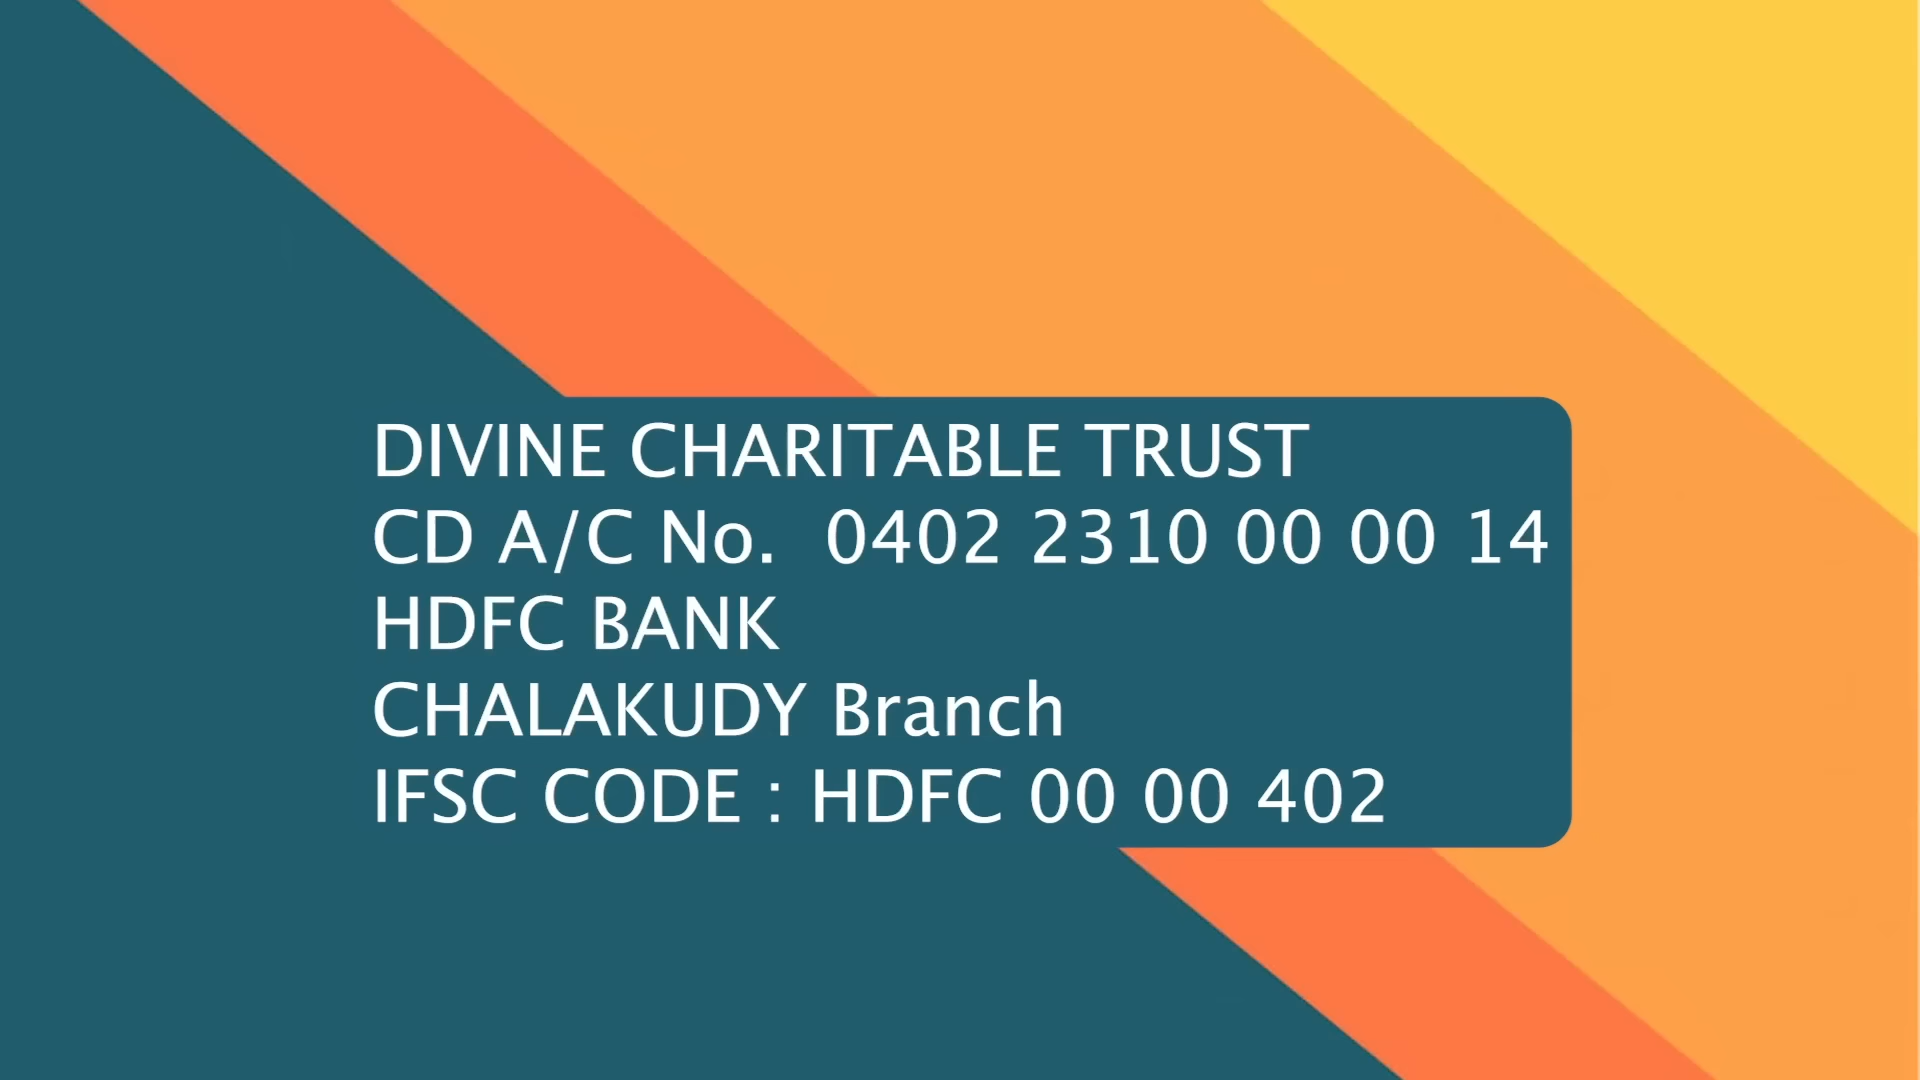 DIVINE CHARITABLE TRUST
CD A/C No. 0402 2310 00 00 14
HDFC BANK
CHALAKUDY Branch
IFSC CODE : HDFC 00 00 402